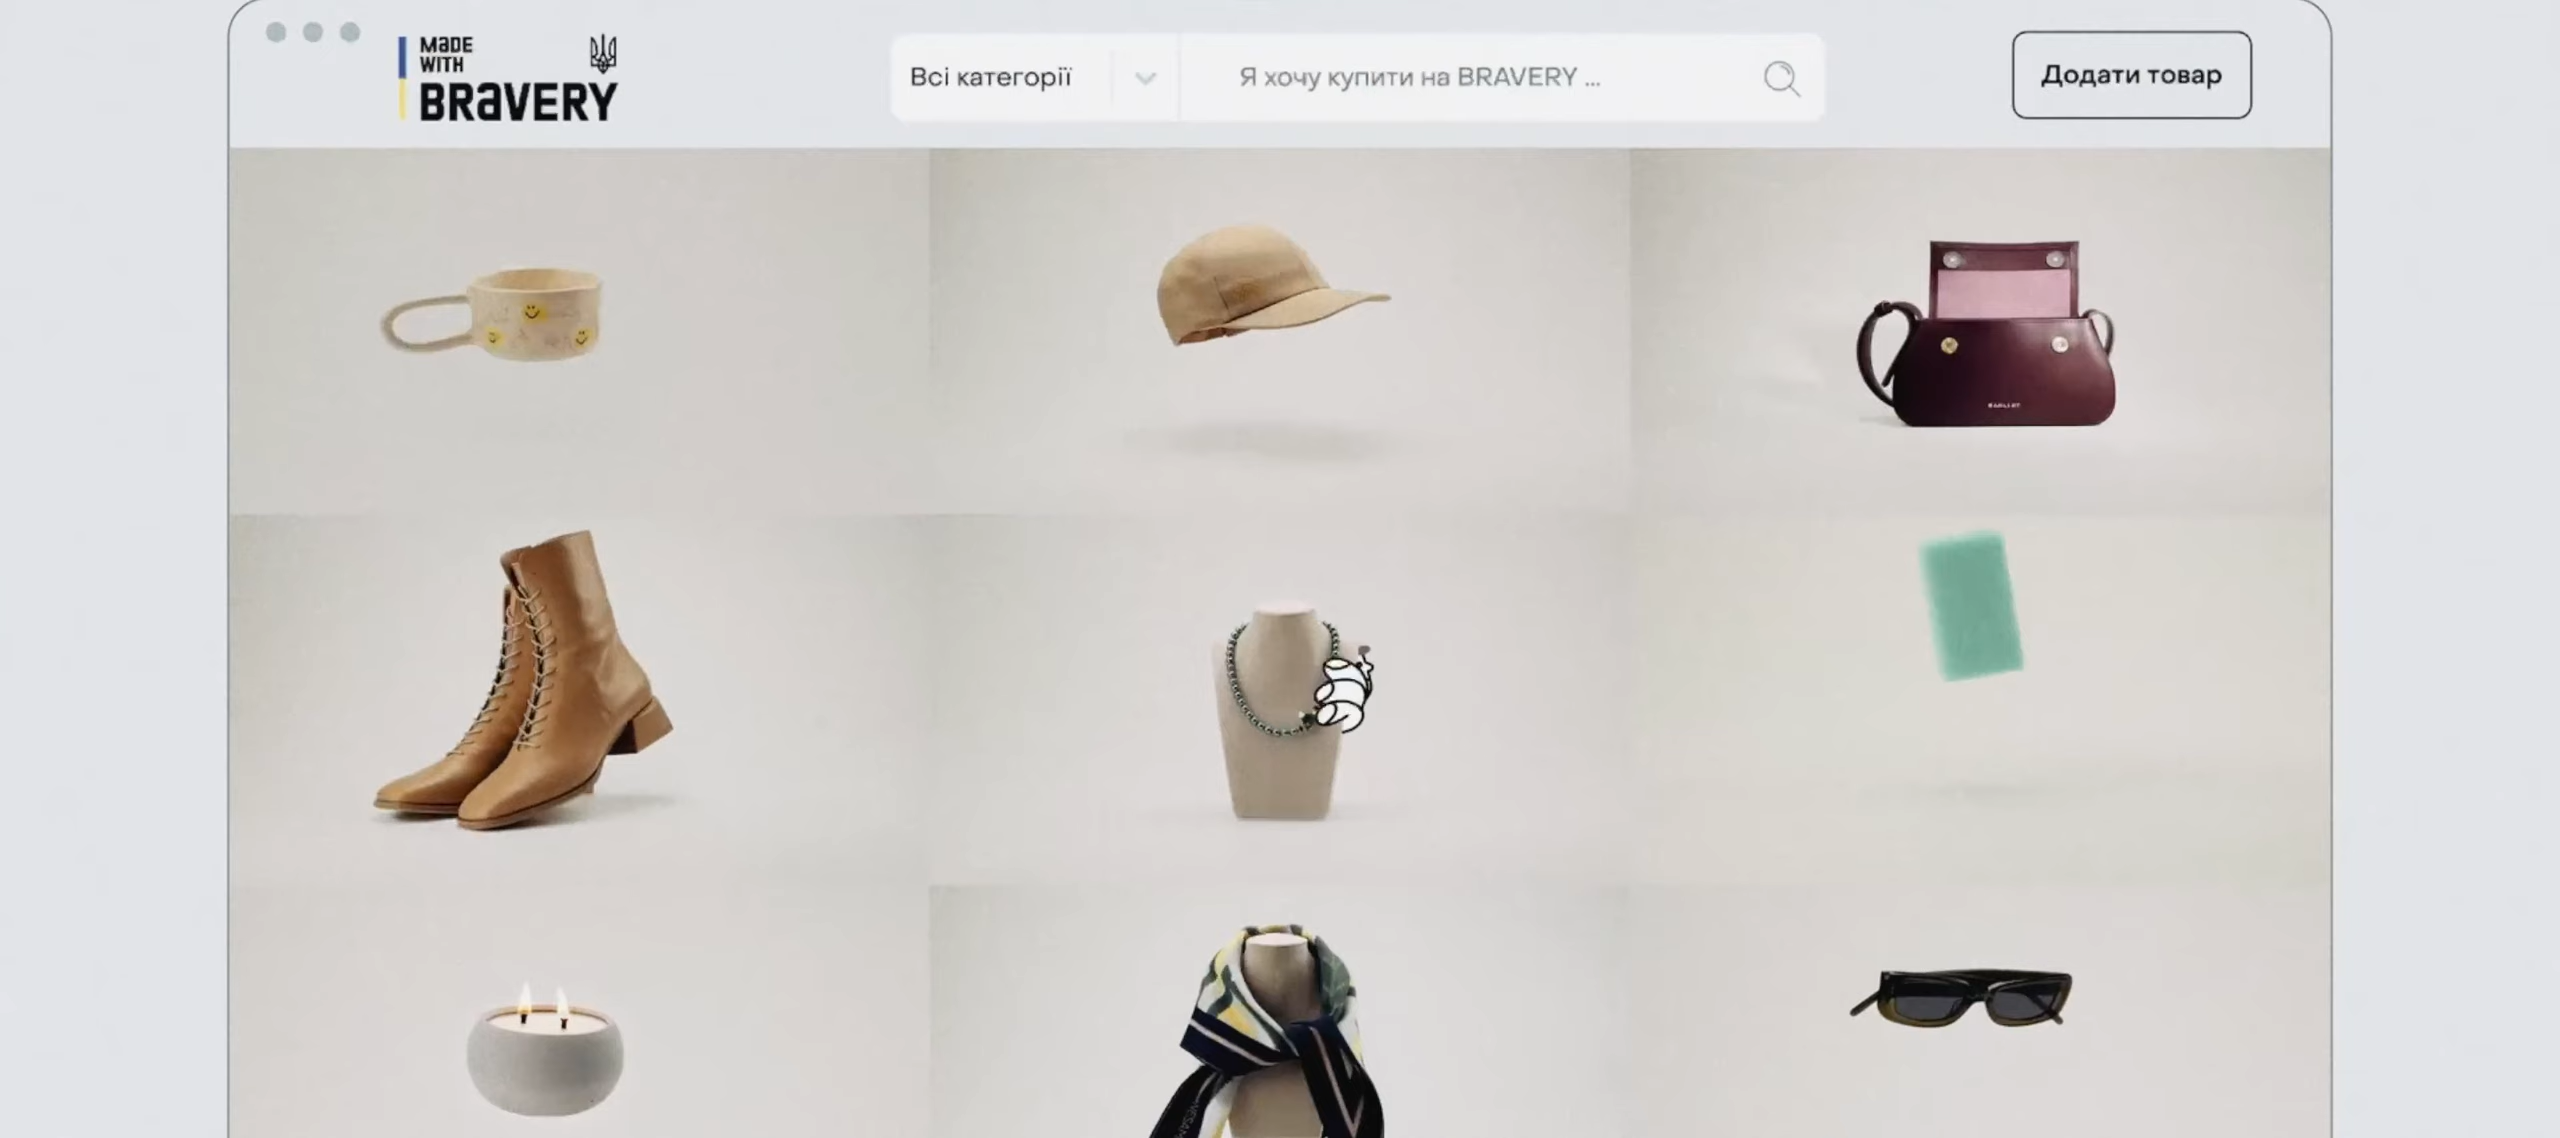 MaDE
WITH
BRaVERY
Всі категорії
Я хочу купити на BRAVERY ...
Додати товар